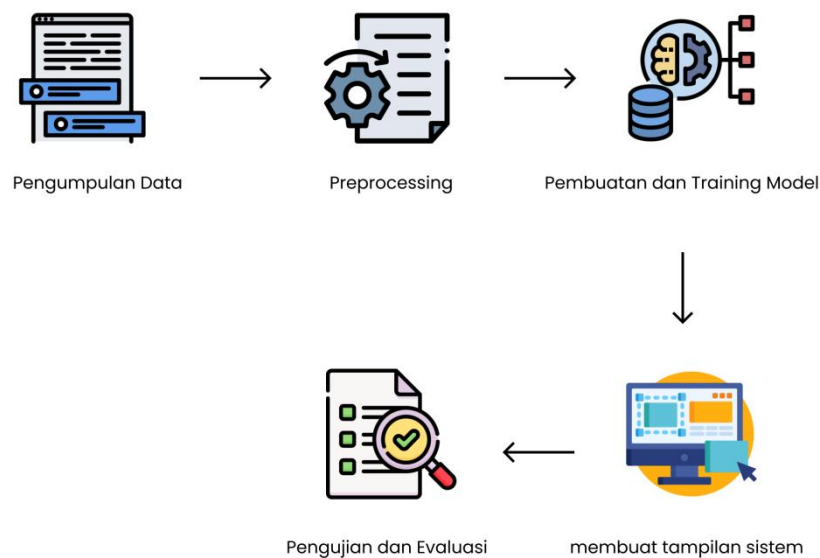 Pengumpulan Data
Preprocessing
Pembuatan dan Training Model
Pengujian dan Evaluasi
membuat tampilan sistem